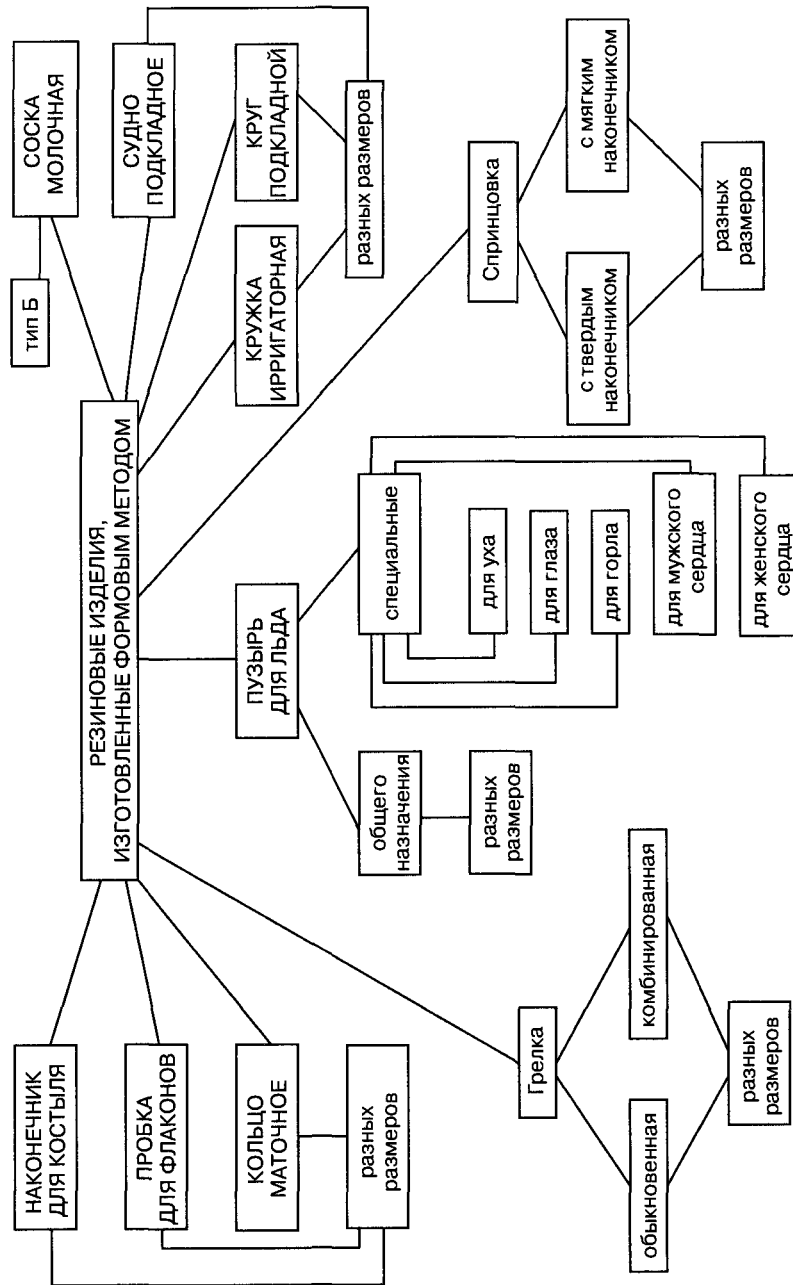 РЕЗИНОВЫЕ ИЗДЕЛИЯ,
ИЗГОТОВЛЕННЫЕ ФОРМОВЫМ МЕТОДОМ
НАКОНЕЧНИК
ДЛЯ КОСТЫЛЯ
ПРОБКА
ДЛЯ ФЛАКОНОВ
КОЛЬЦО
МАТОЧНОЕ
разных
размеров
Грелка
обыкновенная
комбинированная
разных
размеров
ПУЗЫРЬ
ДЛЯ ЛЬДА
общего
назначения
разных
размеров
специальные
для уха
для глаза
для горла
для мужского
сердца
для женского
сердца
тип Б
СОСКА
МОЛОЧНАЯ
СУДНО
ПОДКЛАДНОЕ
КРУЖКА
ИРРИГАТОРНАЯ
КРУГ
ПОДКЛАДНОЙ
разных размеров
Спринцовка
с твердым
наконечником
с мягким
наконечником
разных
размеров